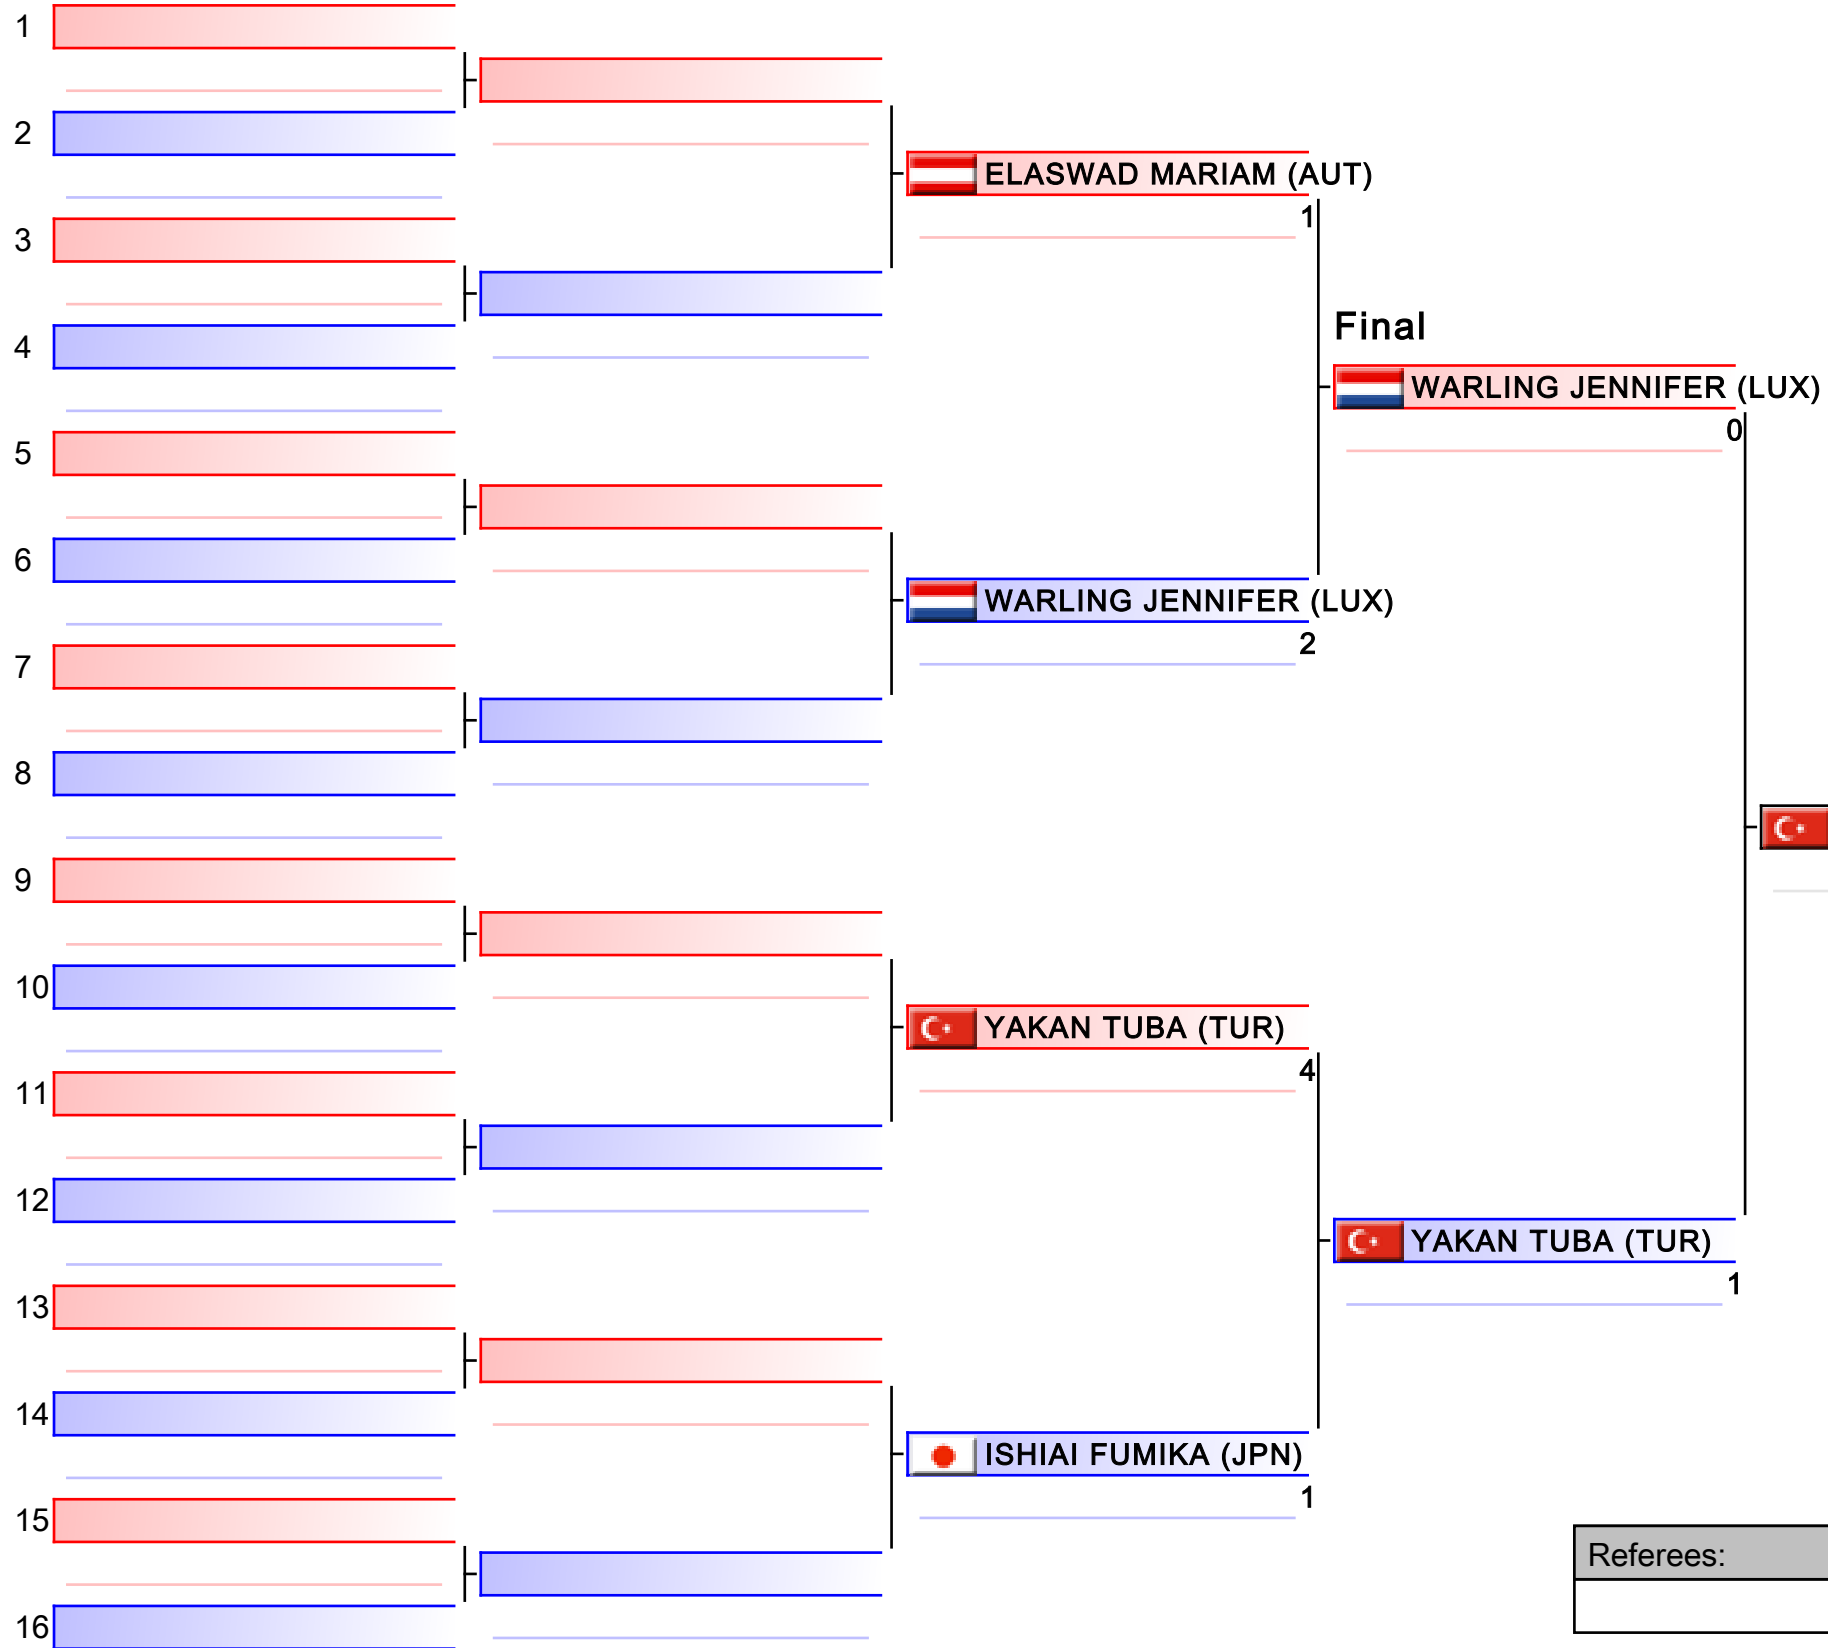 1
2
ELASWAD MARIAM (AUT)
1
3
Final
4
WARLING JENNIFER (LUX)
0
5
6
WARLING JENNIFER (LUX)
2
7
8
9
10
YAKAN TUBA (TUR)
4
11
12
YAKAN TUBA (TUR)
1
13
14
ISHIAI FUMIKA (JPN)
1
15
Referees:
16